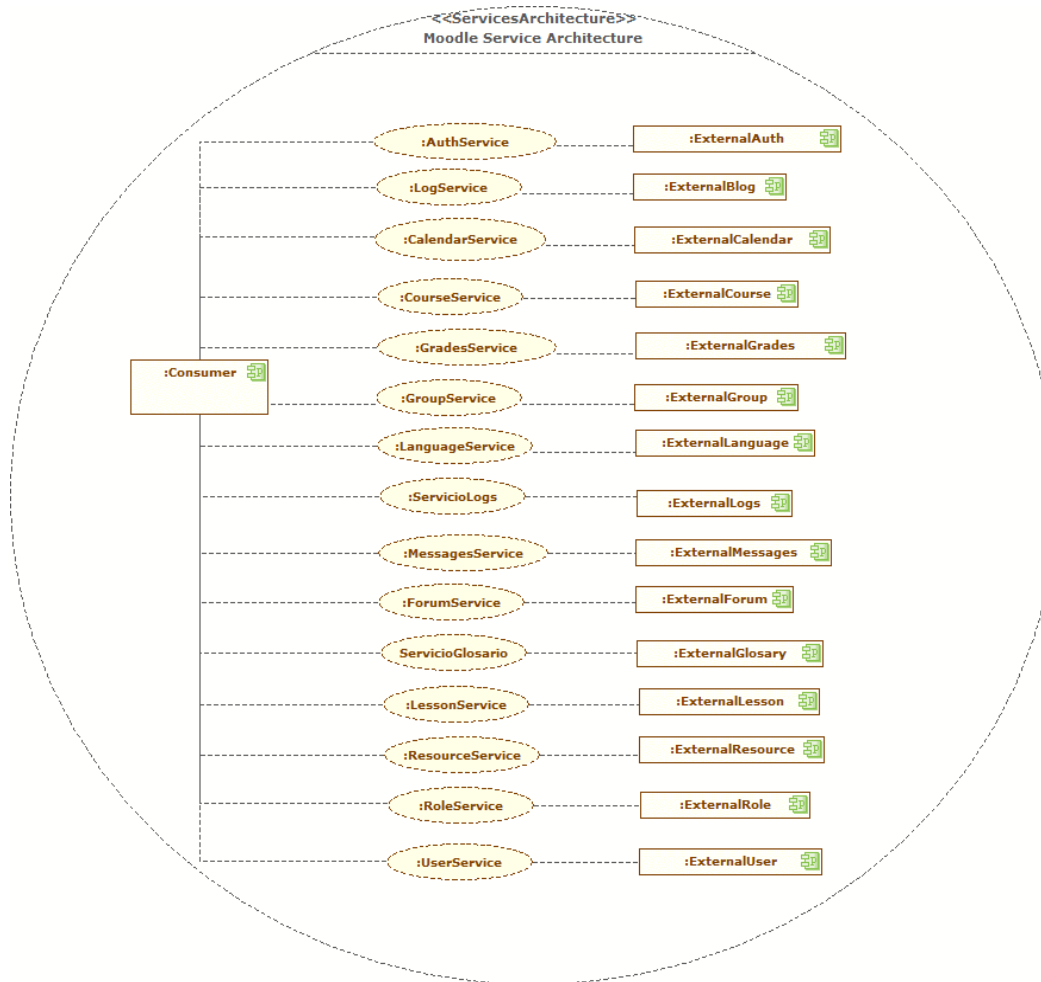 <<ServicesArchitecture>>
Moodle Service Architecture
:AuthService
:ExternalAuth
:LogService
:ExternalBlog
:CalendarService
:ExternalCalendar
:CourseService
:ExternalCourse
:GradesService
:ExternalGrades
:Consumer
:GroupService
:ExternalGroup
:LanguageService
:ExternalLanguage
:ServicioLogs
:ExternalLogs
:MessagesService
:ExternalMessages
:ForumService
:ExternalForum
ServicioGlosario
:ExternalGlosary
:LessonService
:ExternalLesson
:ResourceService
:ExternalResource
:RoleService
:ExternalRole
:UserService
:ExternalUser